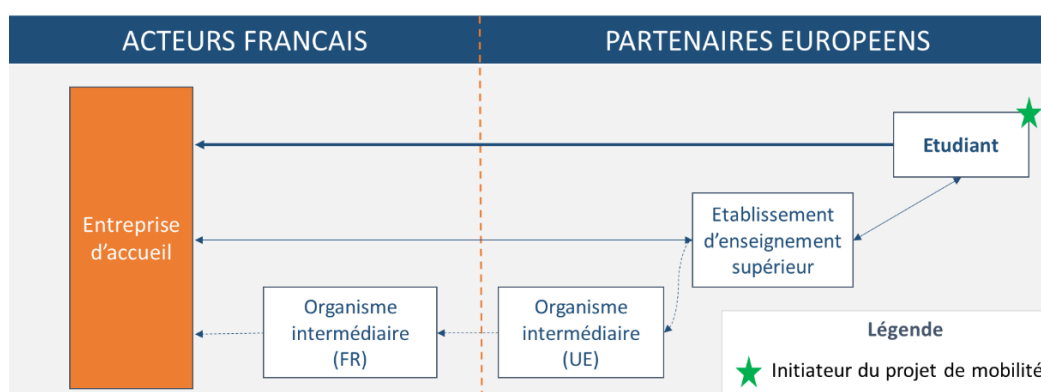 ACTEURS FRANCAIS
PARTENAIRES EUROPEENS
Etudiant
Entreprise
d'accueil
Etablissement
d'enseignement
supérieur
Organisme
intermédiaire
(FR)
Organisme
intermédiaire
(UE)
Légende
Initiateur du projet de mobilité